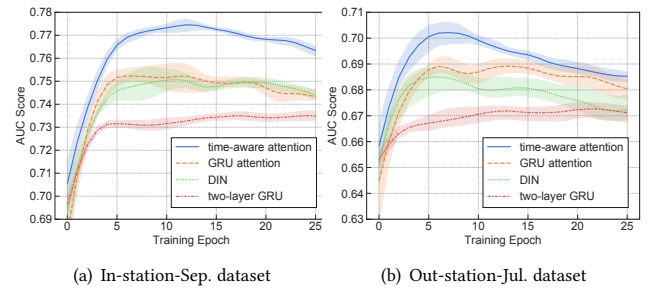 0.78
0.77
0.76
0.75
0.74
0.73
0.72
0.71
0.70
0.69
AUC Score
0 5 10 15 20 25
Training Epoch
time-aware attention
GRU attention
DIN
two-layer GRU
(a) In-station-Sep. dataset
0.71
0.70
0.69
0.68
0.67
0.66
0.65
0.64
0.63
AUC Score
0 5 10 15 20 25
Training Epoch
time-aware attention
GRU attention
DIN
two-layer GRU
(b) Out-station-Jul. dataset